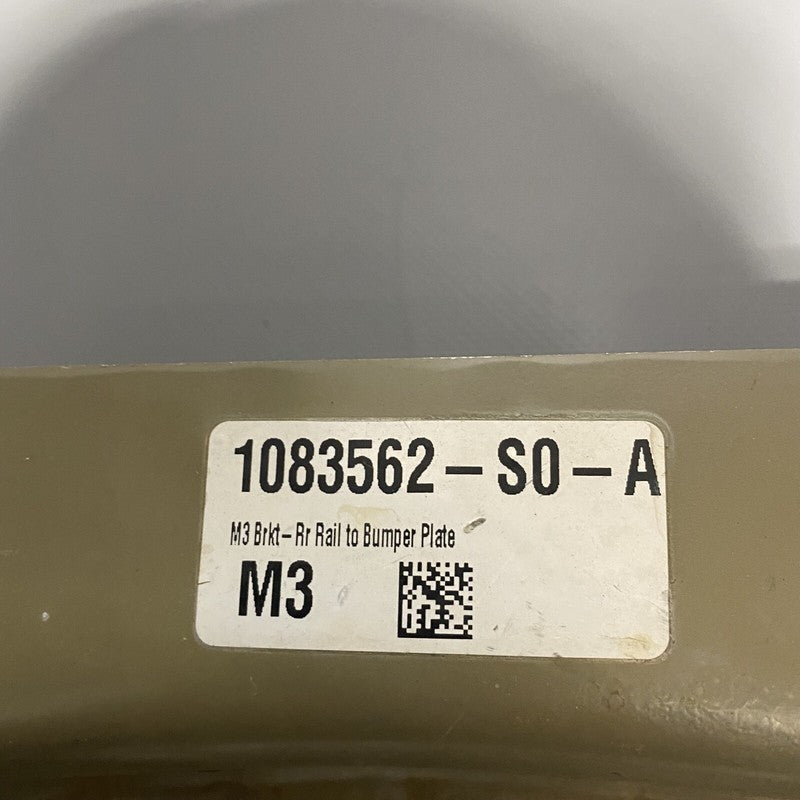 1083562-S0-A
M3 Brkt-Rr Rail to Bumper Plate
M3